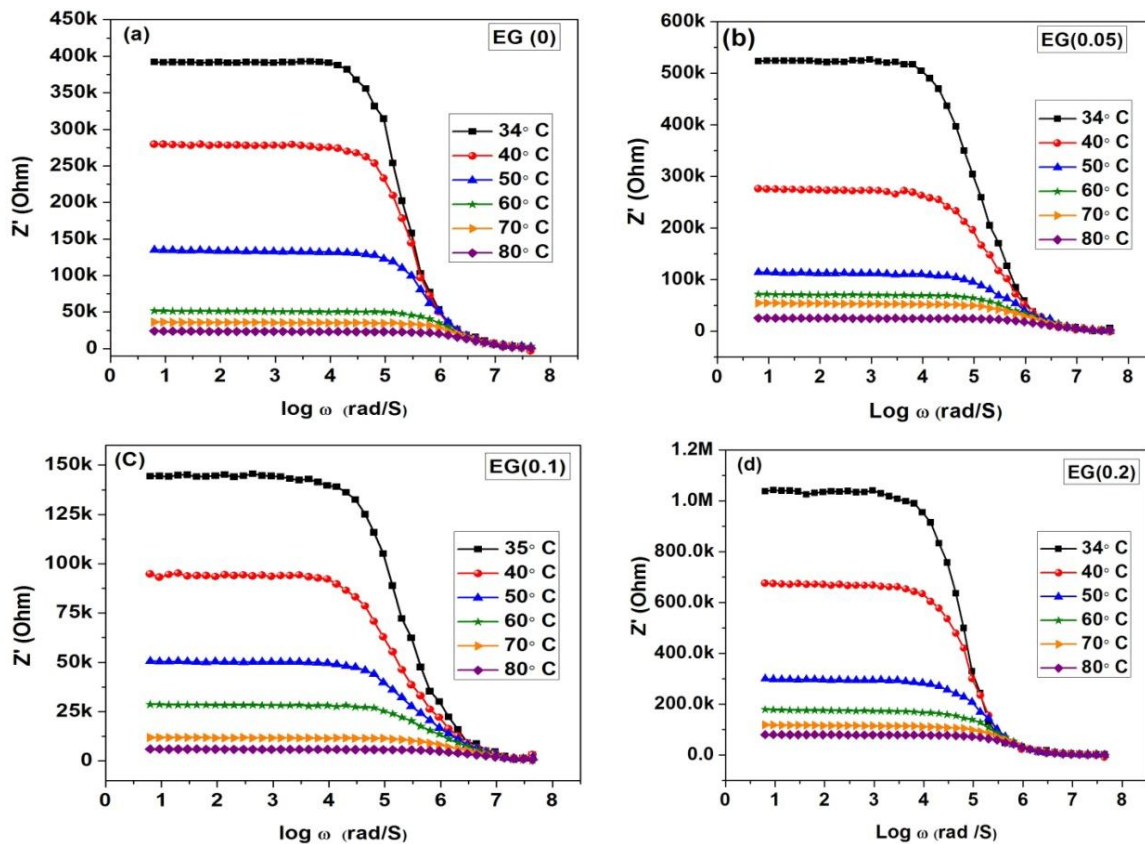 (a)
EG (0)
450k
400k
350k
300k
250k
200k
150k
100k
50k
0
Z' (Ohm)
34° C
40° C
50° C
60° C
70° C
80° C
0 1 2 3 4 5 6 7 8
log ω (rad/S)
(b)
EG(0.05)
600k
500k
400k
300k
200k
100k
0
Z' (Ohm)
34° C
40° C
50° C
60° C
70° C
80° C
0 1 2 3 4 5 6 7 8
Log ω (rad/S)
(C)
EG(0.1)
150k
125k
100k
75k
50k
25k
0
Z' (Ohm)
35° C
40° C
50° C
60° C
70° C
80° C
0 1 2 3 4 5 6 7 8
log ω (rad/S)
(d)
EG(0.2)
1.2M
1.0M
800.0k
600.0k
400.0k
200.0k
0.0
Z' (Ohm)
34° C
40° C
50° C
60° C
70° C
80° C
0 1 2 3 4 5 6 7 8
Log ω (rad /S)